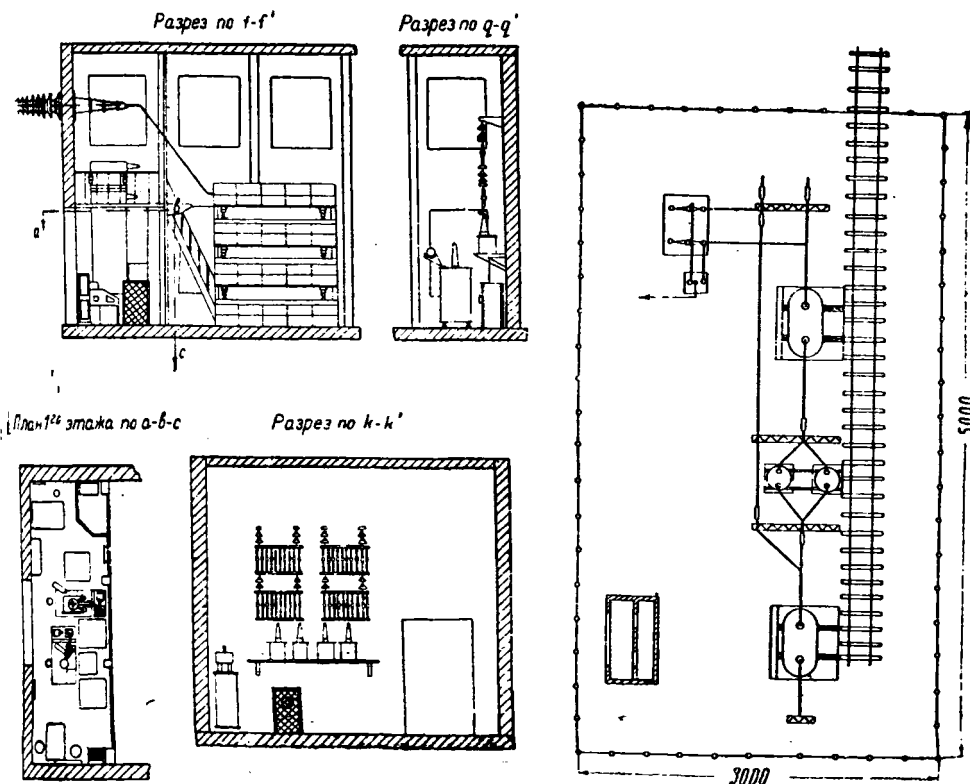 Разрез по f-f'
Разрез по q-q'
a
b
c
План 1го этажа по a-b-c
Разрез по k-k'
5000
3000